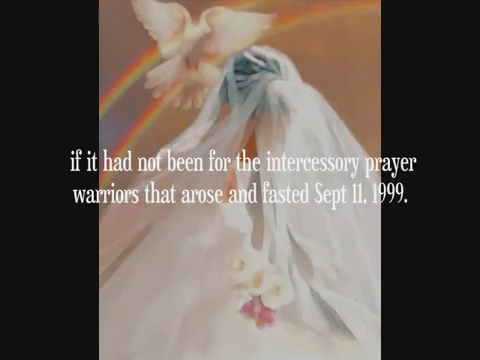 if it had not been for the intercessory prayer
warriors that arose and fasted Sept 11, 1999.